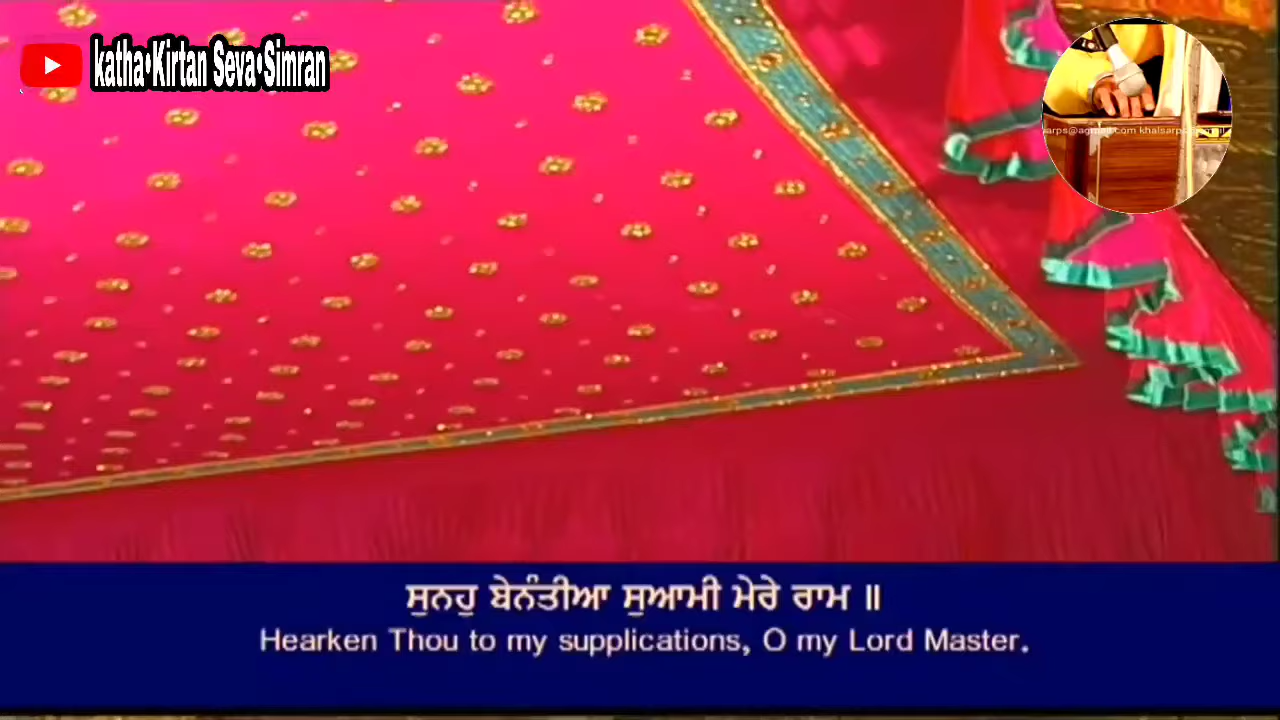 katha•Kirtan Seva•Simran
ਸੁਨਹੁ ਬੇਨੰਤੀਆ ਸੁਆਮੀ ਮੇਰੇ ਰਾਮ ॥
Hearken Thou to my supplications, O my Lord Master.